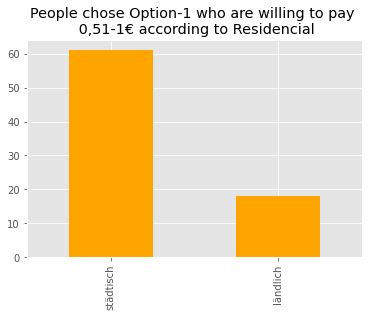 People chose Option-1 who are willing to pay
0,51-1€ according to Residencial
60
50
40
30
20
10
0
städtisch
ländlich